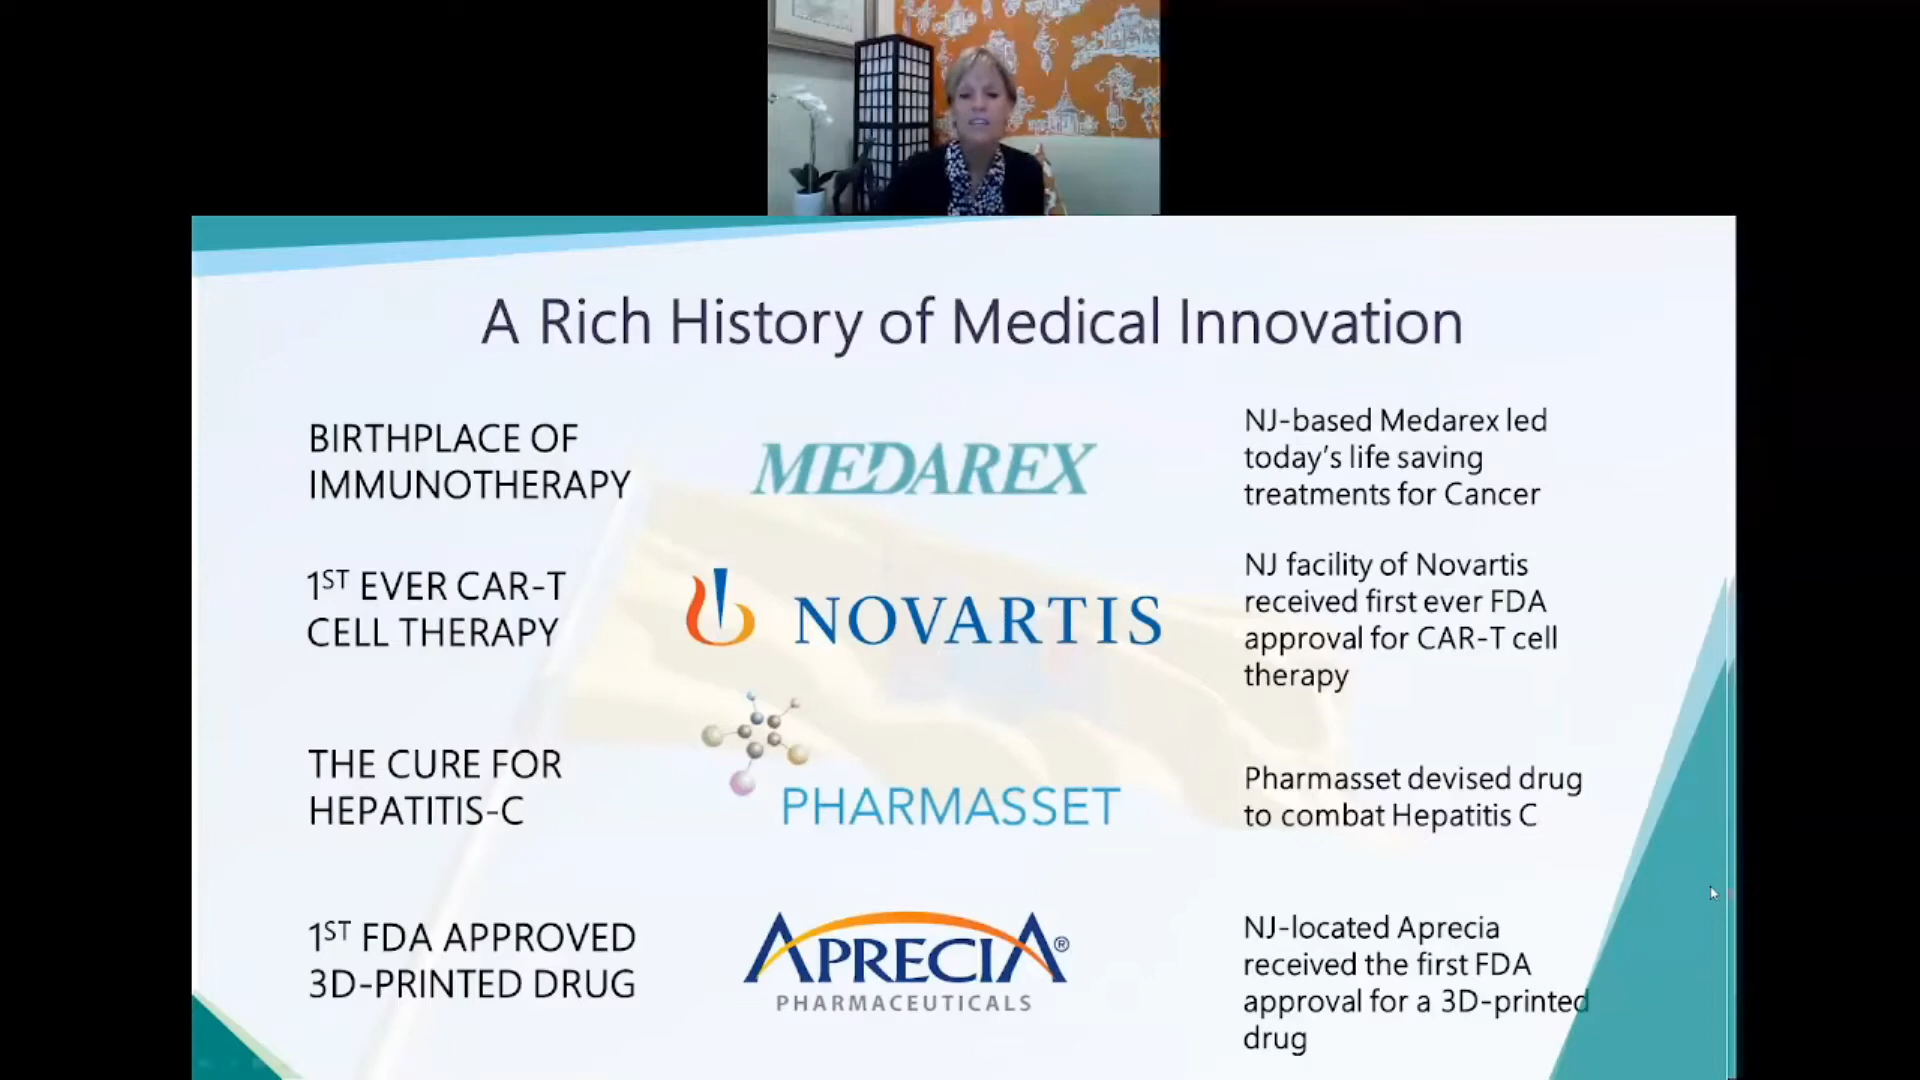 A Rich History of Medical Innovation
BIRTHPLACE OF
IMMUNOTHERAPY
MEDAREX
NJ-based Medarex led
today's life saving
treatments for Cancer
1ST EVER CAR-T
CELL THERAPY
NOVARTIS
NJ facility of Novartis
received first ever FDA
approval for CAR-T cell
therapy
THE CURE FOR
HEPATITIS-C
PHARMASSET
Pharmasset devised drug
to combat Hepatitis C
1ST FDA APPROVED
3D-PRINTED DRUG
APRECIA®
PHARMACEUTICALS
NJ-located Aprecia
received the first FDA
approval for a 3D-printed
drug